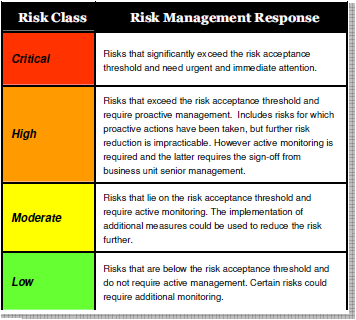 Risk Class Risk Management Response
Critical
Risks that significantly exceed the risk acceptance
threshold and need urgent and immediate attention.
High
Risks that exceed the risk acceptance threshold and
require proactive management. Includes risks for which
proactive actions have been taken, but further risk
reduction is impracticable. However active monitoring is
required and the latter requires the sign-off from
business unit senior management.
Moderate
Risks that lie on the risk acceptance threshold and
require active monitoring. The implementation of
additional measures could be used to reduce the risk
further.
Low
Risks that are below the risk acceptance threshold and
do not require active management. Certain risks could
require additional monitoring.